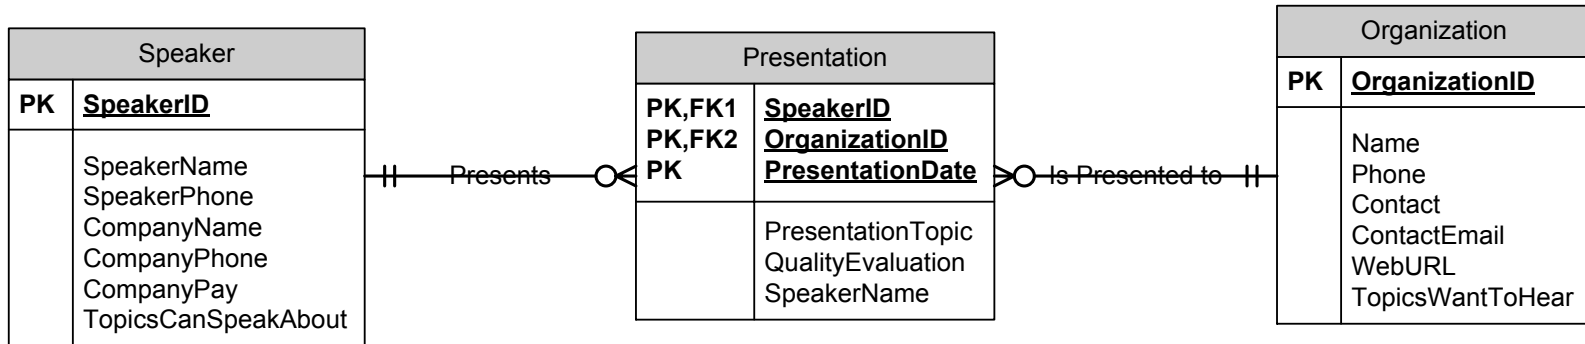 Speaker
PK SpeakerID
SpeakerName
SpeakerPhone
CompanyName
CompanyPhone
CompanyPay
TopicsCanSpeakAbout
Presents
Presentation
PK,FK1 SpeakerID
PK,FK2 OrganizationID
PK PresentationDate
PresentationTopic
QualityEvaluation
SpeakerName
Is Presented to
Organization
PK OrganizationID
Name
Phone
Contact
ContactEmail
WebURL
TopicsWantToHear